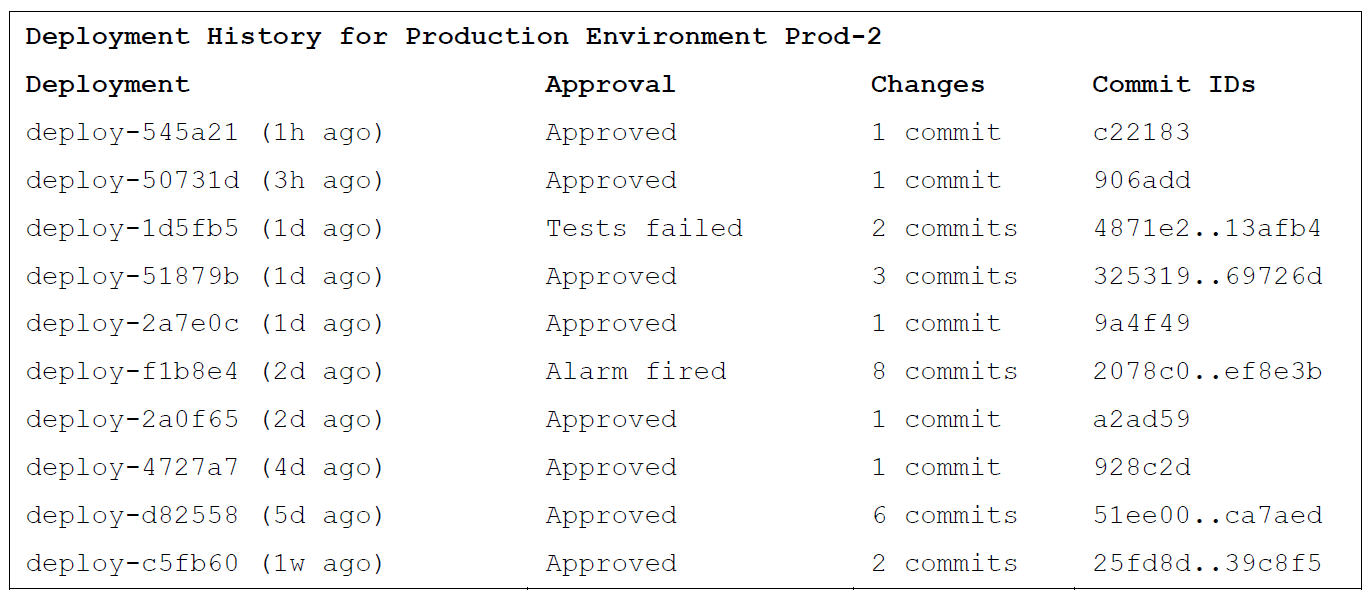 Deployment History for Production Environment Prod-2
Deployment Approval Changes Commit IDs
deploy-545a21 (1h ago) Approved 1 commit c22183
deploy-50731d (3h ago) Approved 1 commit 906add
deploy-1d5fb5 (1d ago) Tests failed 2 commits 4871e2..13afb4
deploy-51879b (1d ago) Approved 3 commits 325319..69726d
deploy-2a7e0c (1d ago) Approved 1 commit 9a4f49
deploy-f1b8e4 (2d ago) Alarm fired 8 commits 2078c0..ef8e3b
deploy-2a0f65 (2d ago) Approved 1 commit a2ad59
deploy-4727a7 (4d ago) Approved 1 commit 928c2d
deploy-d82558 (5d ago) Approved 6 commits 51ee00..ca7aed
deploy-c5fb60 (1w ago) Approved 2 commits 25fd8d..39c8f5